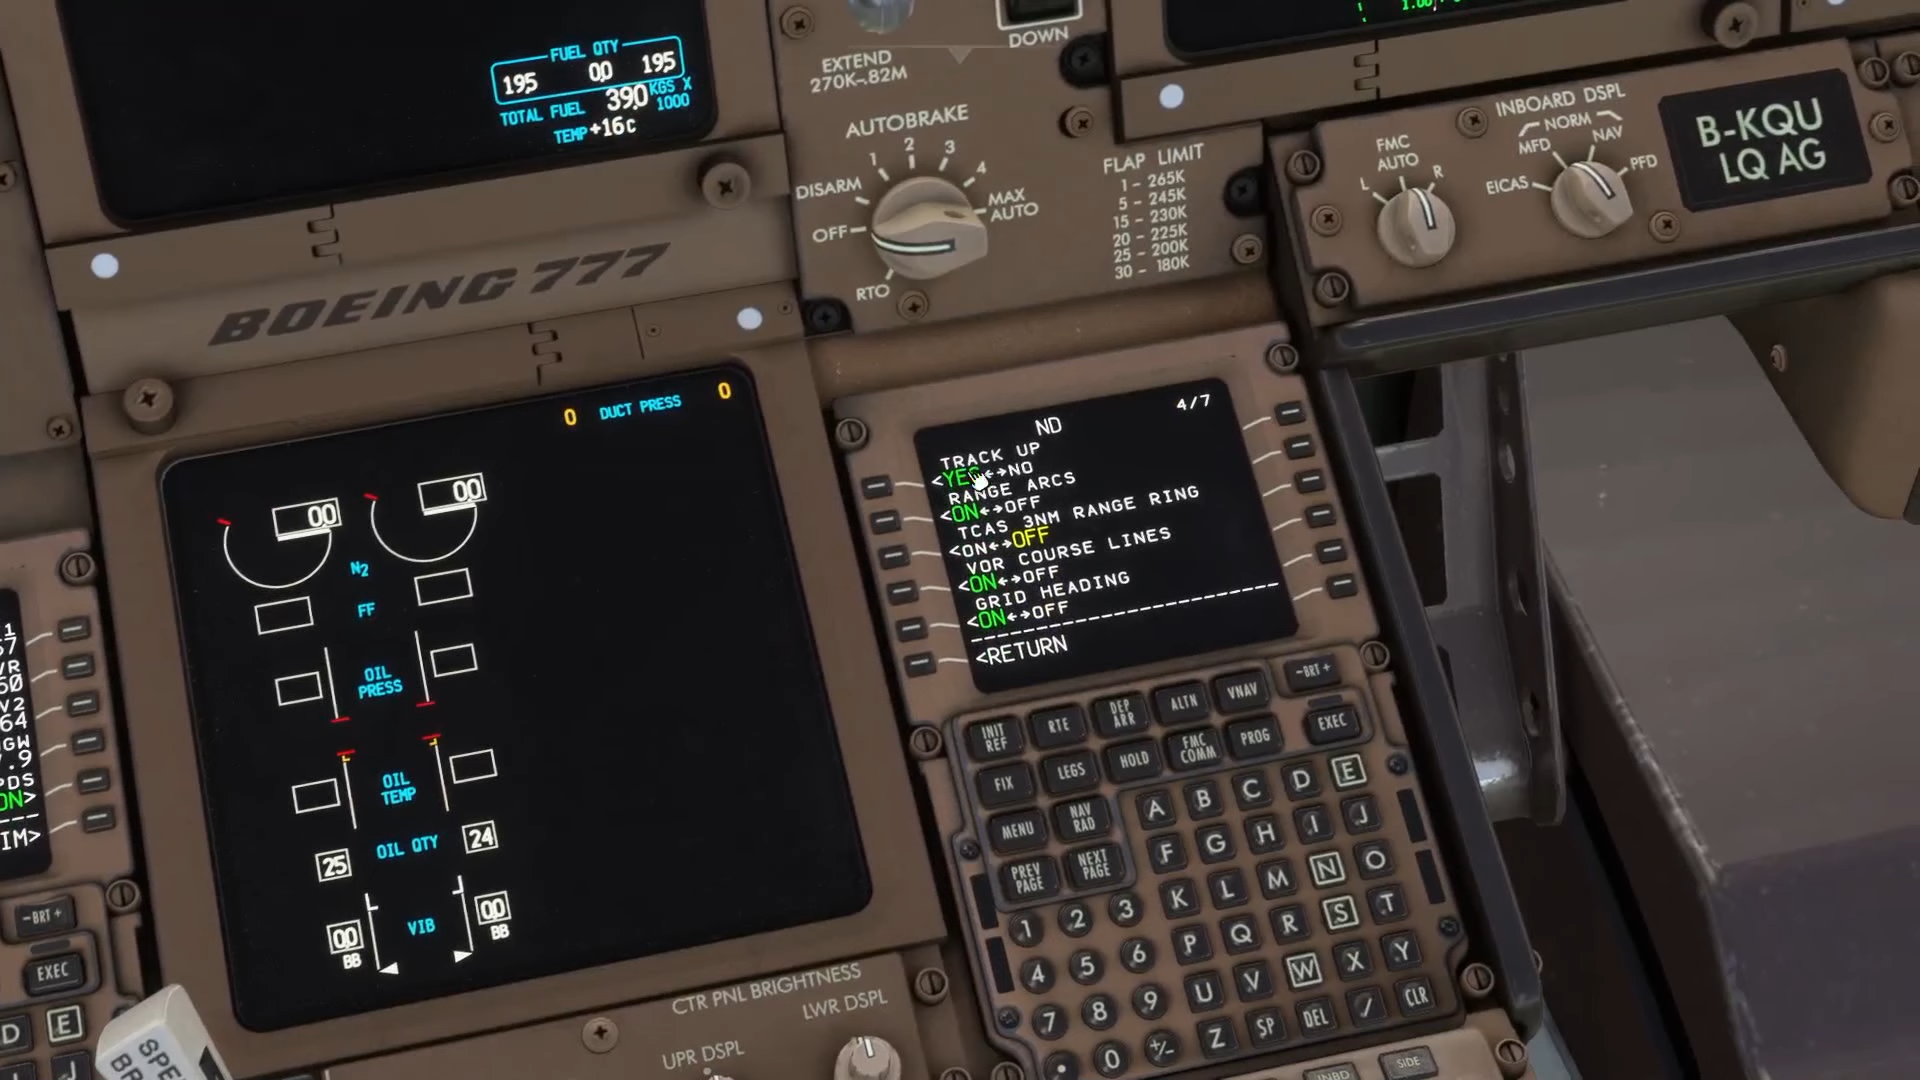 FUEL QTY
195 00 195
TOTAL FUEL 390 KGS X
1000
TEMP +16c
DOWN
EXTEND
270K-.82M
AUTOBRAKE
DISARM 1 2 3 4 MAX
AUTO
OFF
RTO
FLAP LIMIT
1 - 265K
5 - 245K
15 - 230K
20 - 225K
25 - 200K
30 - 180K
FMC
AUTO
L R
INBOARD DSPL
NORM
MFD NAV
EICAS PFD
B-KQU
LQ AG
BOEING 777
0 DUCT PRESS 0
00 00
N2
FF
OIL
PRESS
OIL
TEMP
25 OIL QTY 24
00 VIB 00
BB BB
ND 4/7
TRACK UP
<YES←→NO
RANGE ARCS
<ON←→OFF
TCAS 3NM RANGE RING
<ON←→OFF
VOR COURSE LINES
<ON←→OFF
GRID HEADING
<ON←→OFF
--------------------
<RETURN
- BRT +
INIT
REF
RTE
DEP
ARR
ALTN
VNAV
FIX
LEGS
HOLD
FMC
COMM
PROG
EXEC
MENU
NAV
RAD
PREV
PAGE
NEXT
PAGE
A B C D E
F G H I J
K L M N O
P Q R S T
U V W X Y
Z SP DEL / CLR
1 2 3
4 5 6
7 8 9
. 0 +/-
V2
64
ON>
IM>
- BRT +
EXEC
D E
CTR PNL BRIGHTNESS
UPR DSPL LWR DSPL
SIDE